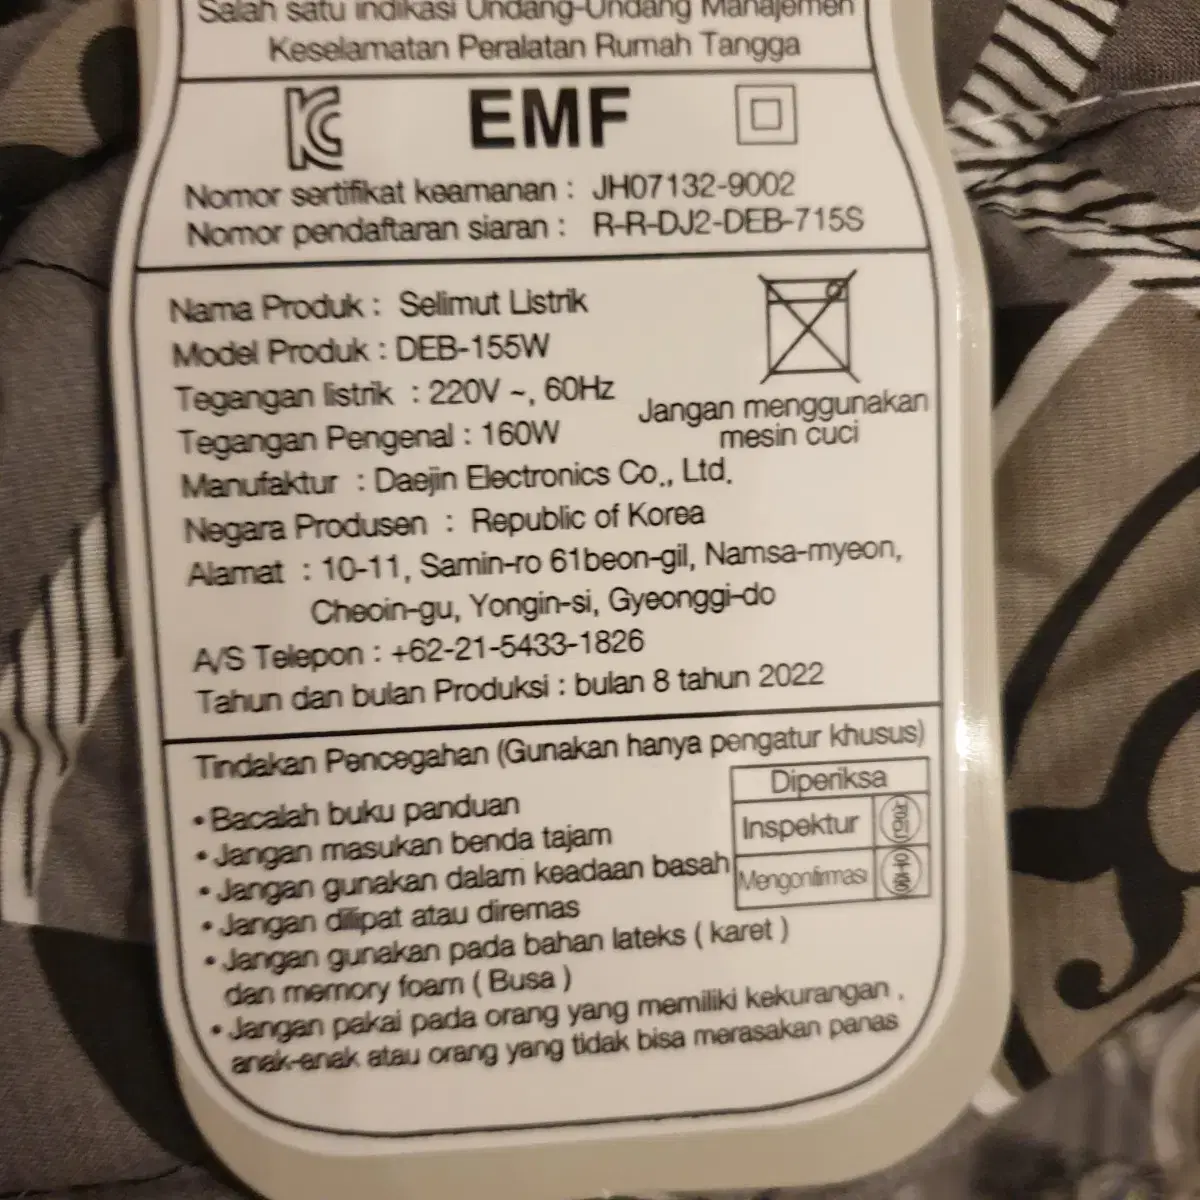 Salah satu indikasi Undang-Undang Manajemen
Keselamatan Peralatan Rumah Tangga
KC EMF
Nomor sertifikat keamanan : JH07132-9002
Nomor pendaftaran siaran : R-R-DJ2-DEB-715S
Nama Produk : Selimut Listrik
Model Produk : DEB-155W
Tegangan listrik : 220V ~, 60Hz
Tegangan Pengenal : 160W
Jangan menggunakan
mesin cuci
Manufaktur : Daejin Electronics Co., Ltd.
Negara Produsen : Republic of Korea
Alamat : 10-11, Samin-ro 61beon-gil, Namsa-myeon,
Cheoin-gu, Yongin-si, Gyeonggi-do
A/S Telepon : +62-21-5433-1826
Tahun dan bulan Produksi : bulan 8 tahun 2022
Tindakan Pencegahan (Gunakan hanya pengatur khusus)
• Bacalah buku panduan
• Jangan masukan benda tajam
• Jangan gunakan dalam keadaan basah
• Jangan dilipat atau diremas
• Jangan gunakan pada bahan lateks ( karet )
dan memory foam ( Busa )
• Jangan pakai pada orang yang memiliki kekurangan ,
anak-anak atau orang yang tidak bisa merasakan panas
Diperiksa
Inspektur
Mengonfirmasi